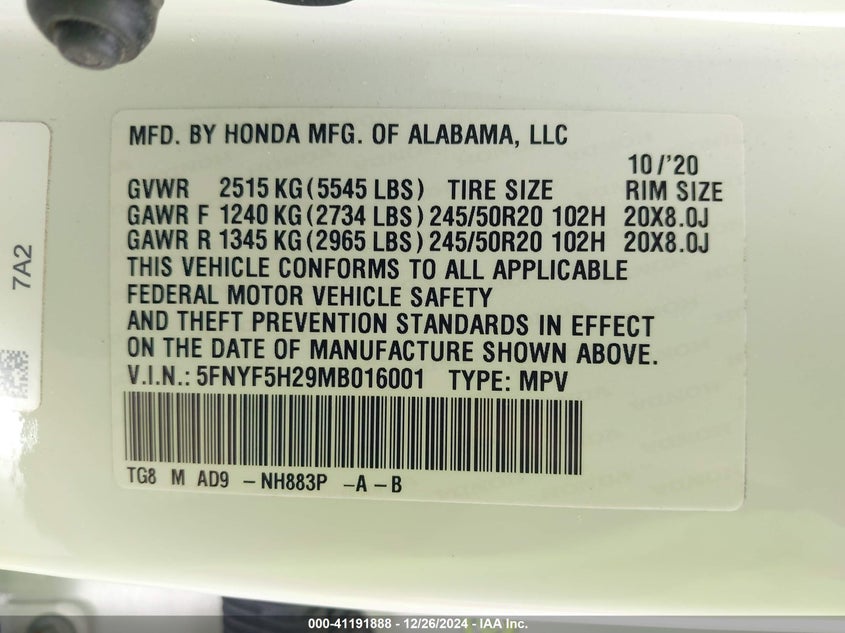 MFD. BY HONDA MFG. OF ALABAMA, LLC
10/'20
GVWR 2515 KG (5545 LBS) TIRE SIZE RIM SIZE
GAWR F 1240 KG (2734 LBS) 245/50R20 102H 20X8.0J
GAWR R 1345 KG (2965 LBS) 245/50R20 102H 20X8.0J
THIS VEHICLE CONFORMS TO ALL APPLICABLE
FEDERAL MOTOR VEHICLE SAFETY
AND THEFT PREVENTION STANDARDS IN EFFECT
ON THE DATE OF MANUFACTURE SHOWN ABOVE.
V.I.N.: 5FNYF5H29MB016001 TYPE: MPV
TG8 M AD9 -NH883P -A-B
7A2
000-41191888 - 12/26/2024 - IAA Inc.